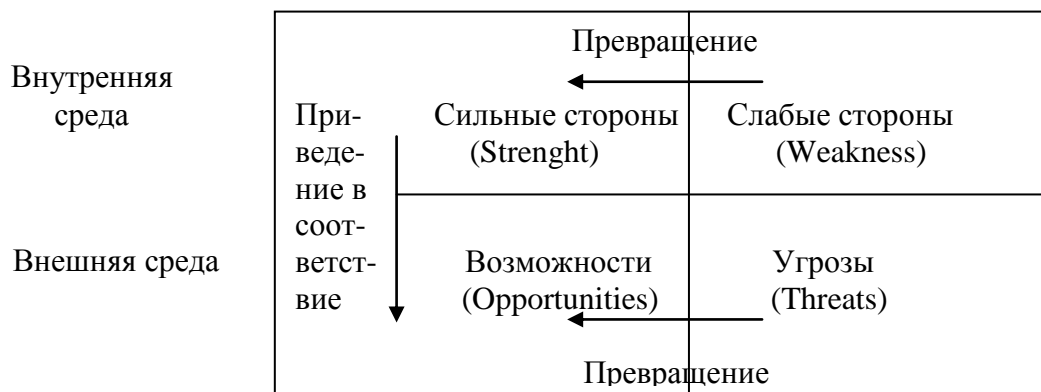 Превращение
Внутренняя
среда
При-
веде-
ние в
соот-
ветст-
вие
Сильные стороны
(Strenght)
Слабые стороны
(Weakness)
Внешняя среда
Возможности
(Opportunities)
Угрозы
(Threats)
Превращение